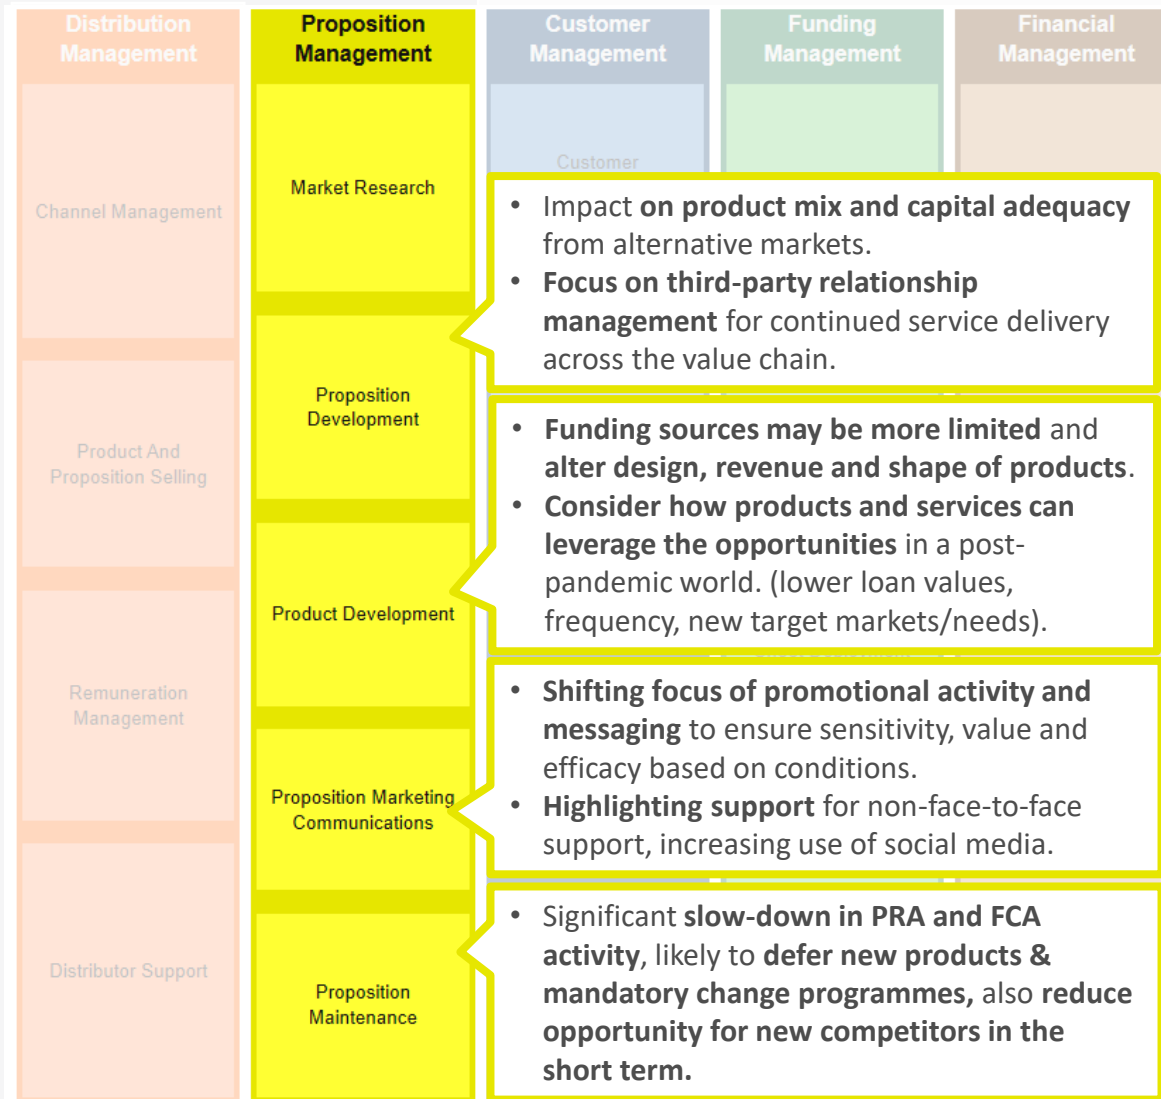 Distribution
Management
Proposition
Management
Customer
Management
Funding
Management
Financial
Management
Channel Management
Product And
Proposition Selling
Remuneration
Management
Distributor Support
Market Research
Proposition
Development
Product Development
Proposition Marketing
Communications
Proposition
Maintenance
Customer
• Impact on product mix and capital adequacy
from alternative markets.
• Focus on third-party relationship
management for continued service delivery
across the value chain.
• Funding sources may be more limited and
alter design, revenue and shape of products.
• Consider how products and services can
leverage the opportunities in a post-
pandemic world. (lower loan values,
frequency, new target markets/needs).
• Shifting focus of promotional activity and
messaging to ensure sensitivity, value and
efficacy based on conditions.
• Highlighting support for non-face-to-face
support, increasing use of social media.
• Significant slow-down in PRA and FCA
activity, likely to defer new products &
mandatory change programmes, also reduce
opportunity for new competitors in the
short term.